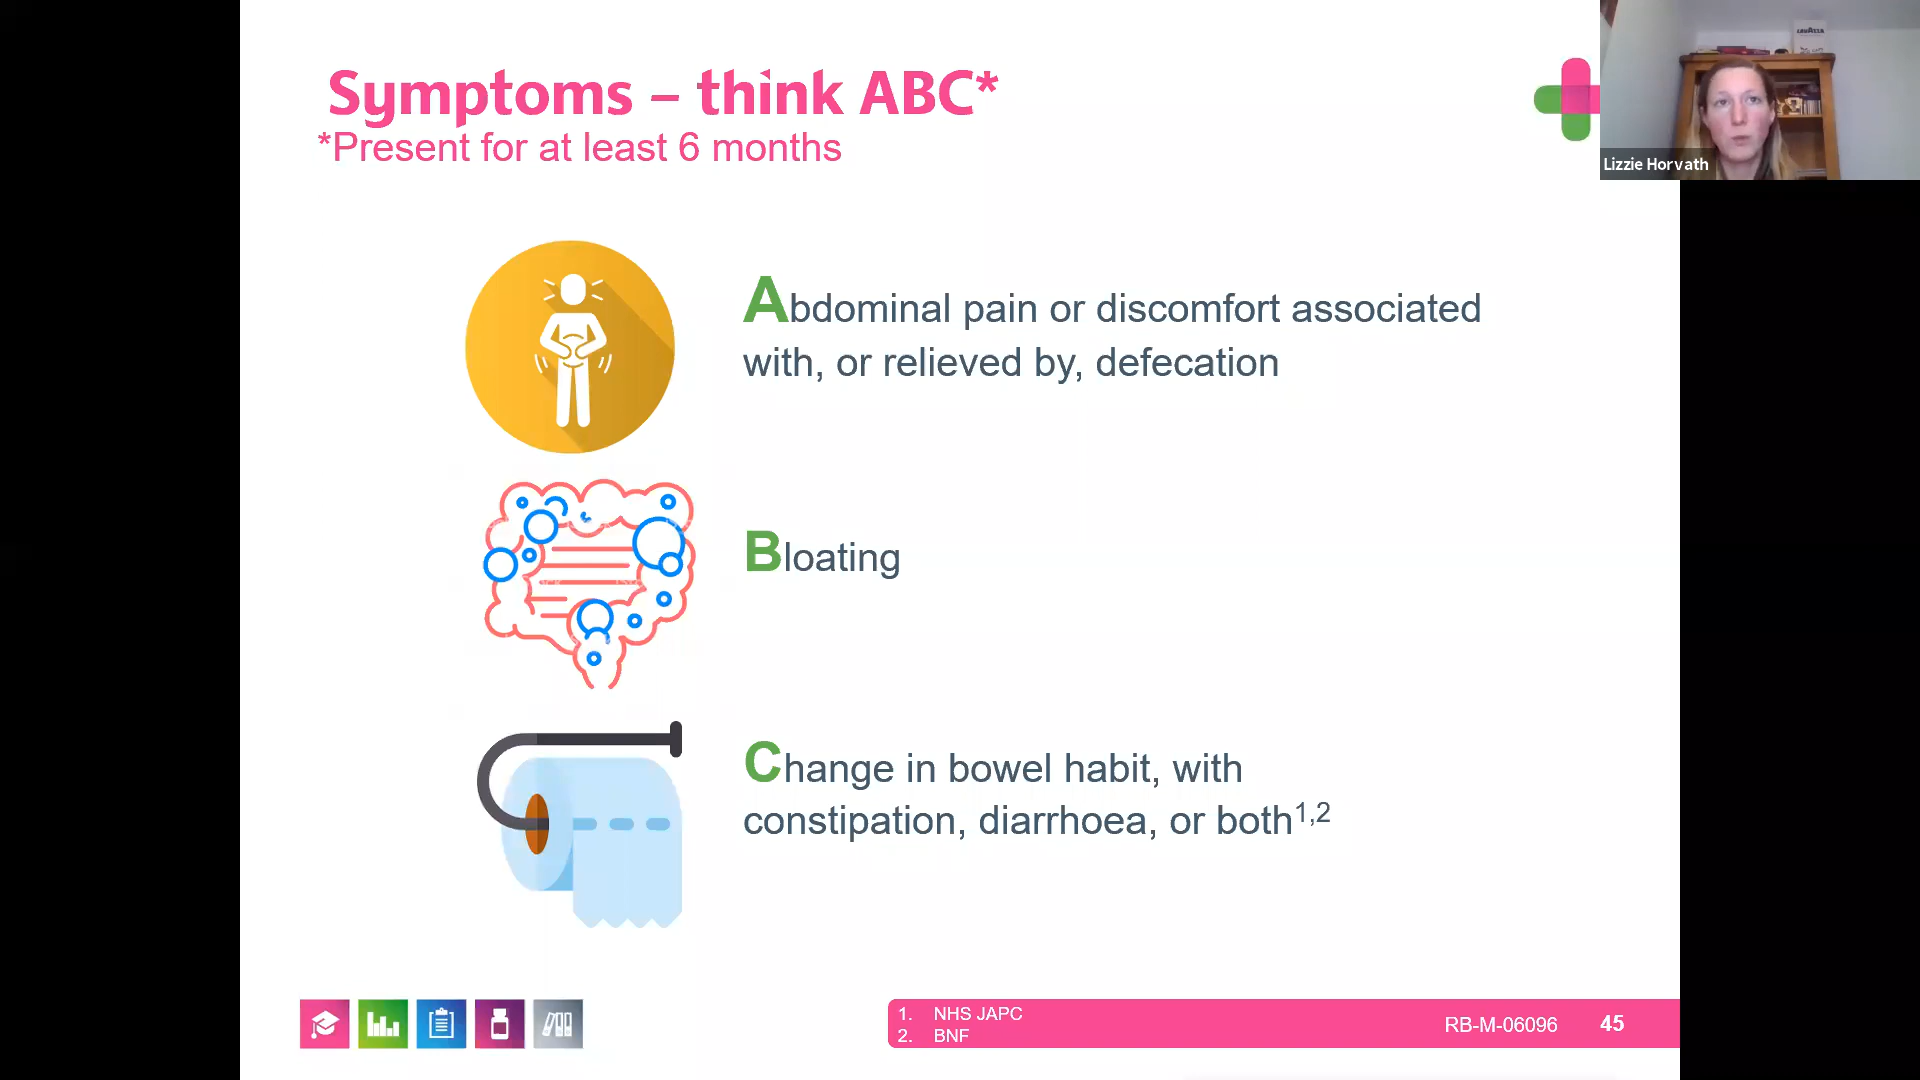 Symptoms – think ABC*
*Present for at least 6 months
LAVAZZA
Lizzie Horvath
Abdominal pain or discomfort associated
with, or relieved by, defecation
Bloating
Change in bowel habit, with
constipation, diarrhoea, or both1,2
1. NHS JAPC
2. BNF
RB-M-06096 45